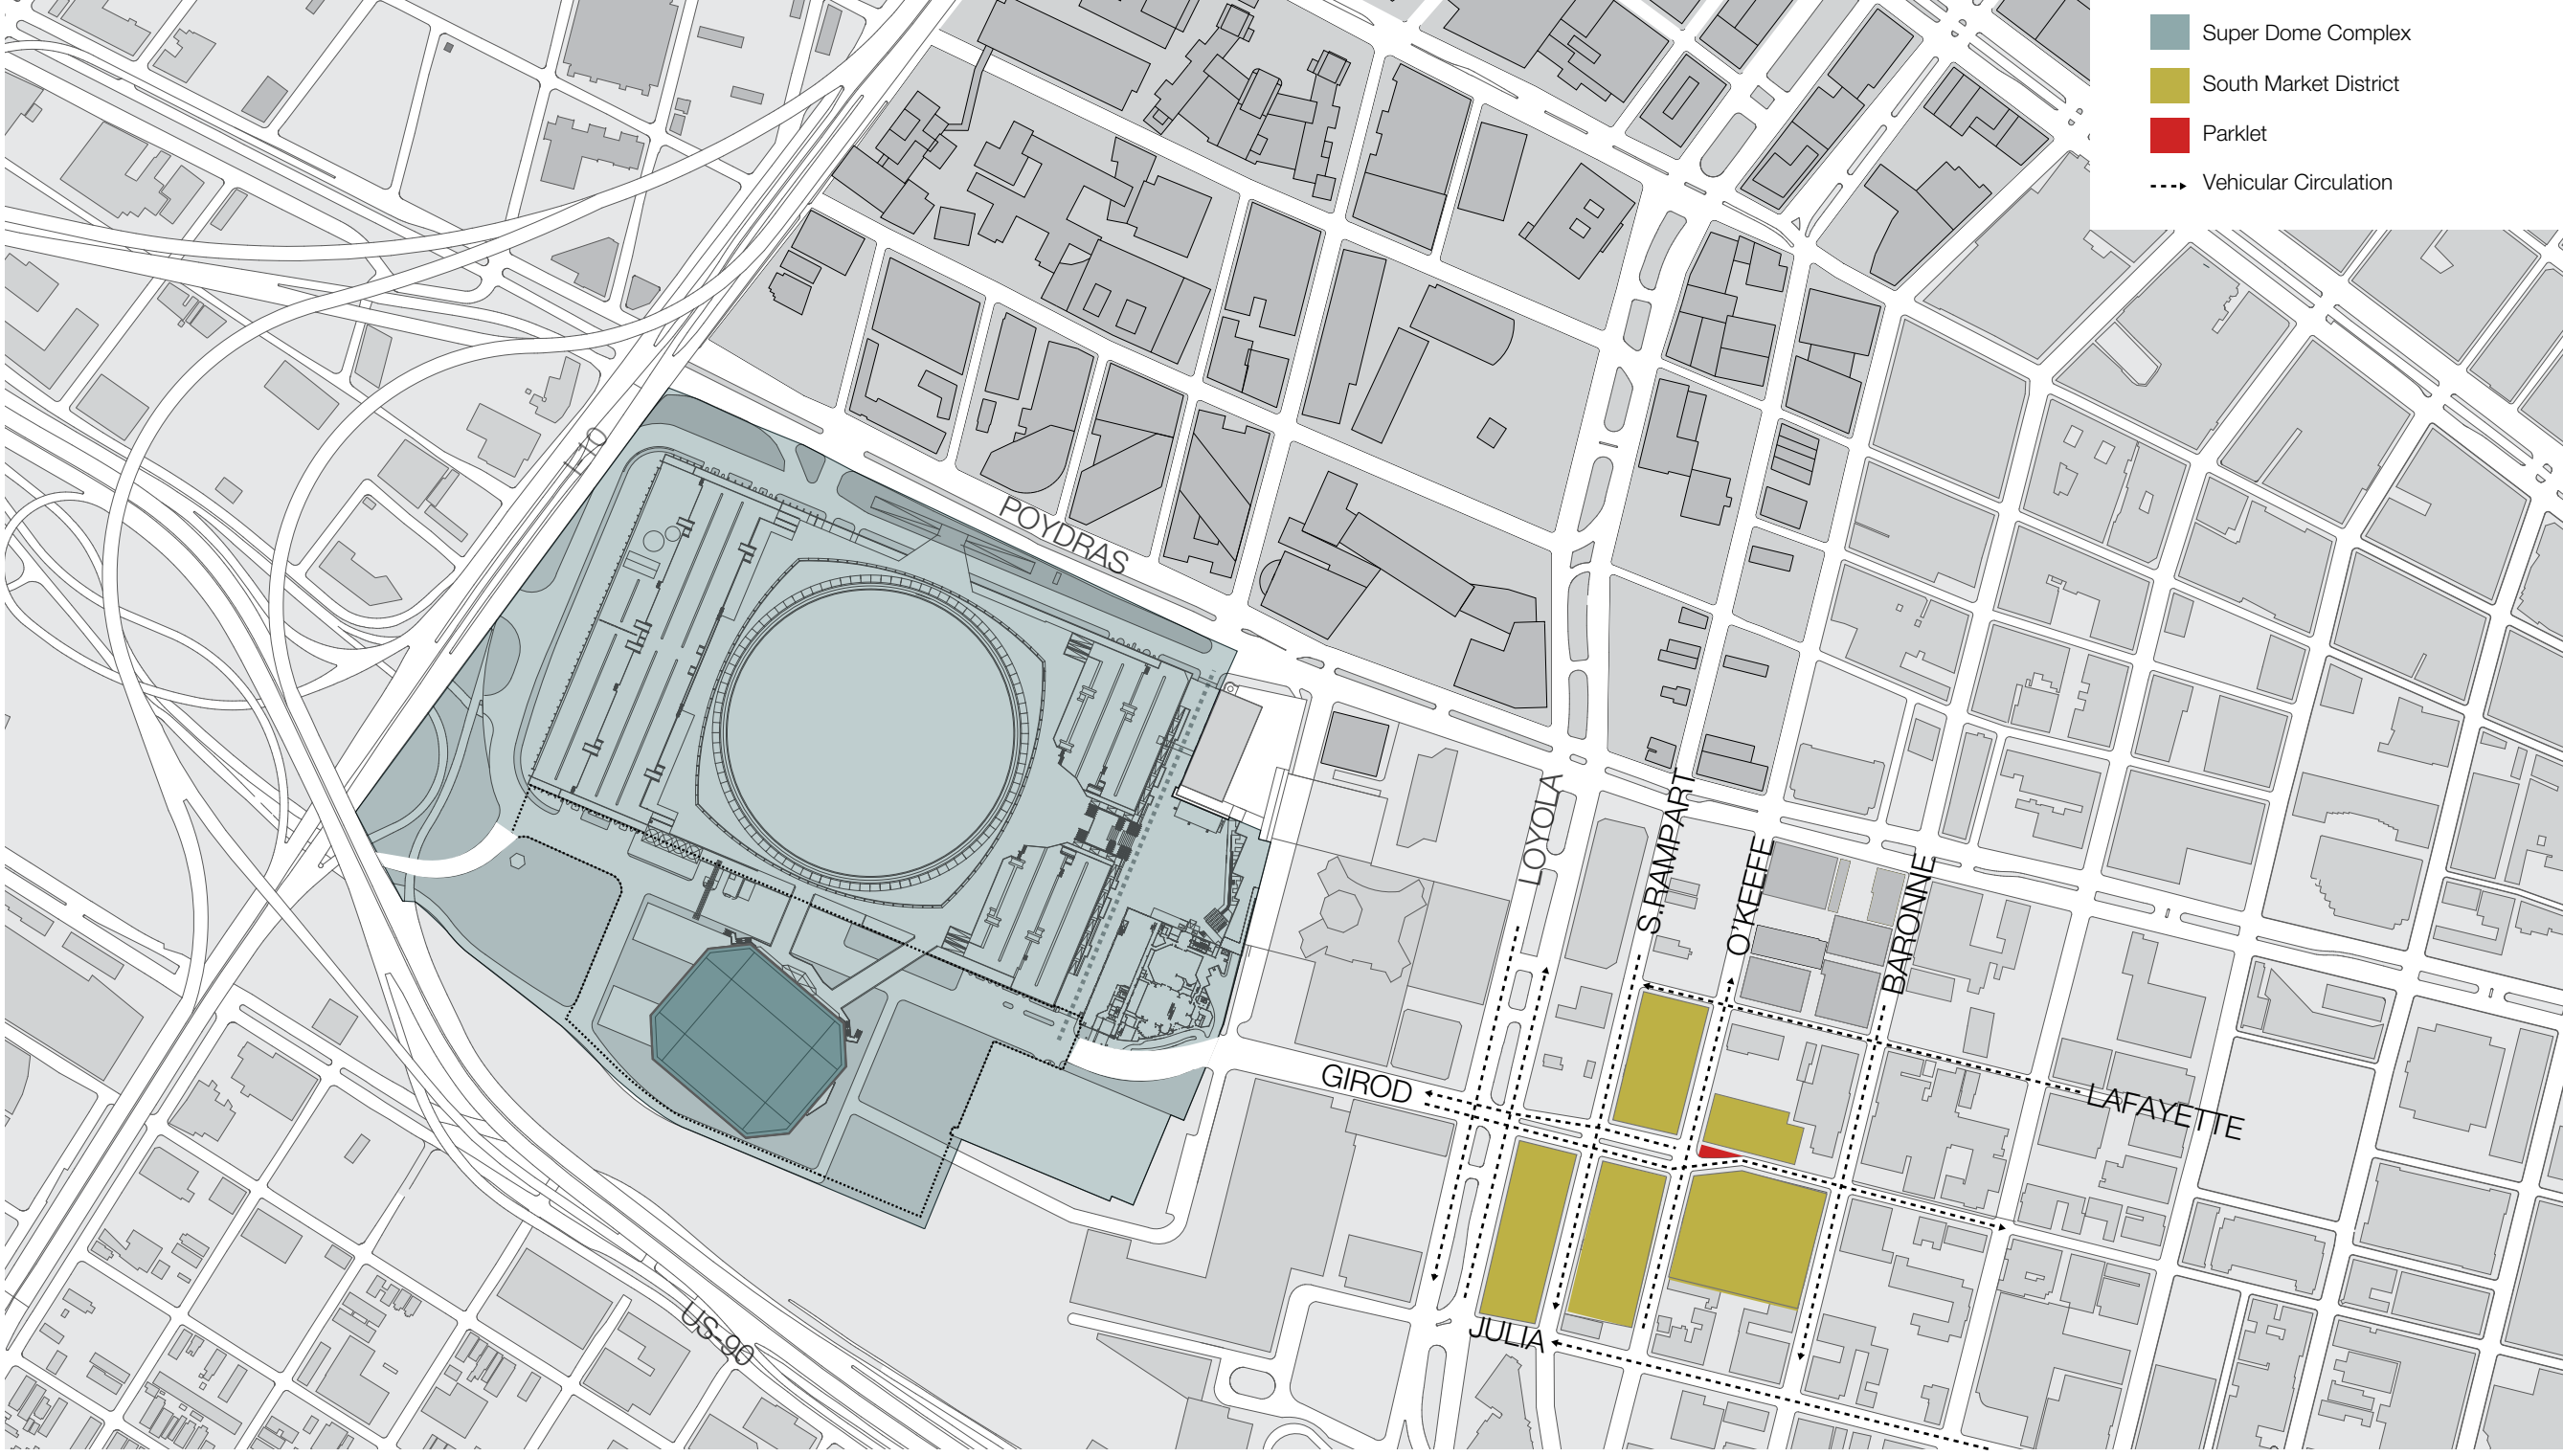 Super Dome Complex
South Market District
Parklet
Vehicular Circulation
I-10
POYDRAS
LOYOLA
S.RAMPART
O'KEEFE
BARONNE
GIROD
LAFAYETTE
JULIA
US-90